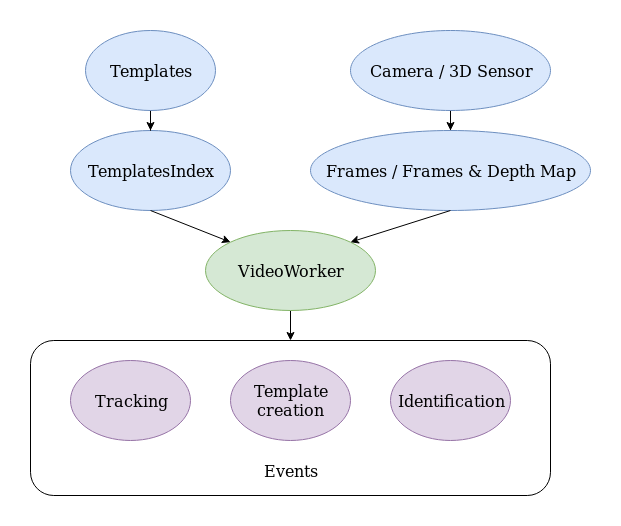 Templates
Camera / 3D Sensor
TemplatesIndex
Frames / Frames & Depth Map
VideoWorker
Tracking
Template
creation
Identification
Events